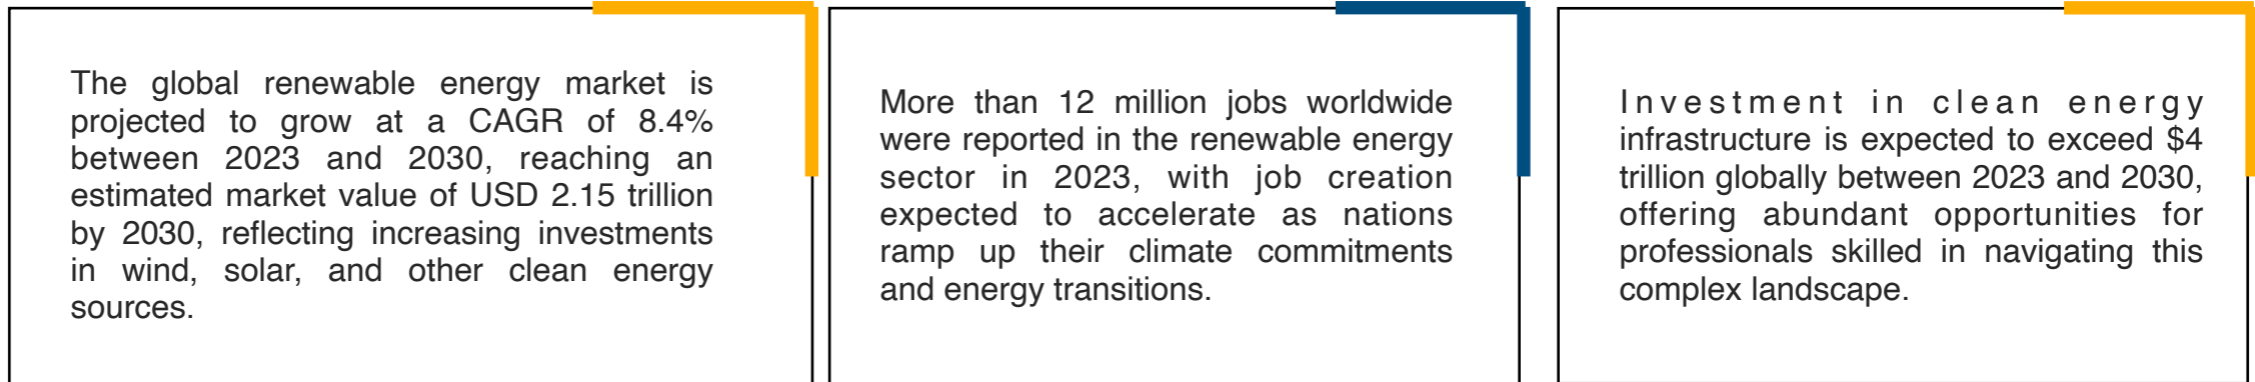 The global renewable energy market is
projected to grow at a CAGR of 8.4%
between 2023 and 2030, reaching an
estimated market value of USD 2.15 trillion
by 2030, reflecting increasing investments
in wind, solar, and other clean energy
sources.
More than 12 million jobs worldwide
were reported in the renewable energy
sector in 2023, with job creation
expected to accelerate as nations
ramp up their climate commitments
and energy transitions.
Investment in clean energy
infrastructure is expected to exceed $4
trillion globally between 2023 and 2030,
offering abundant opportunities for
professionals skilled in navigating this
complex landscape.